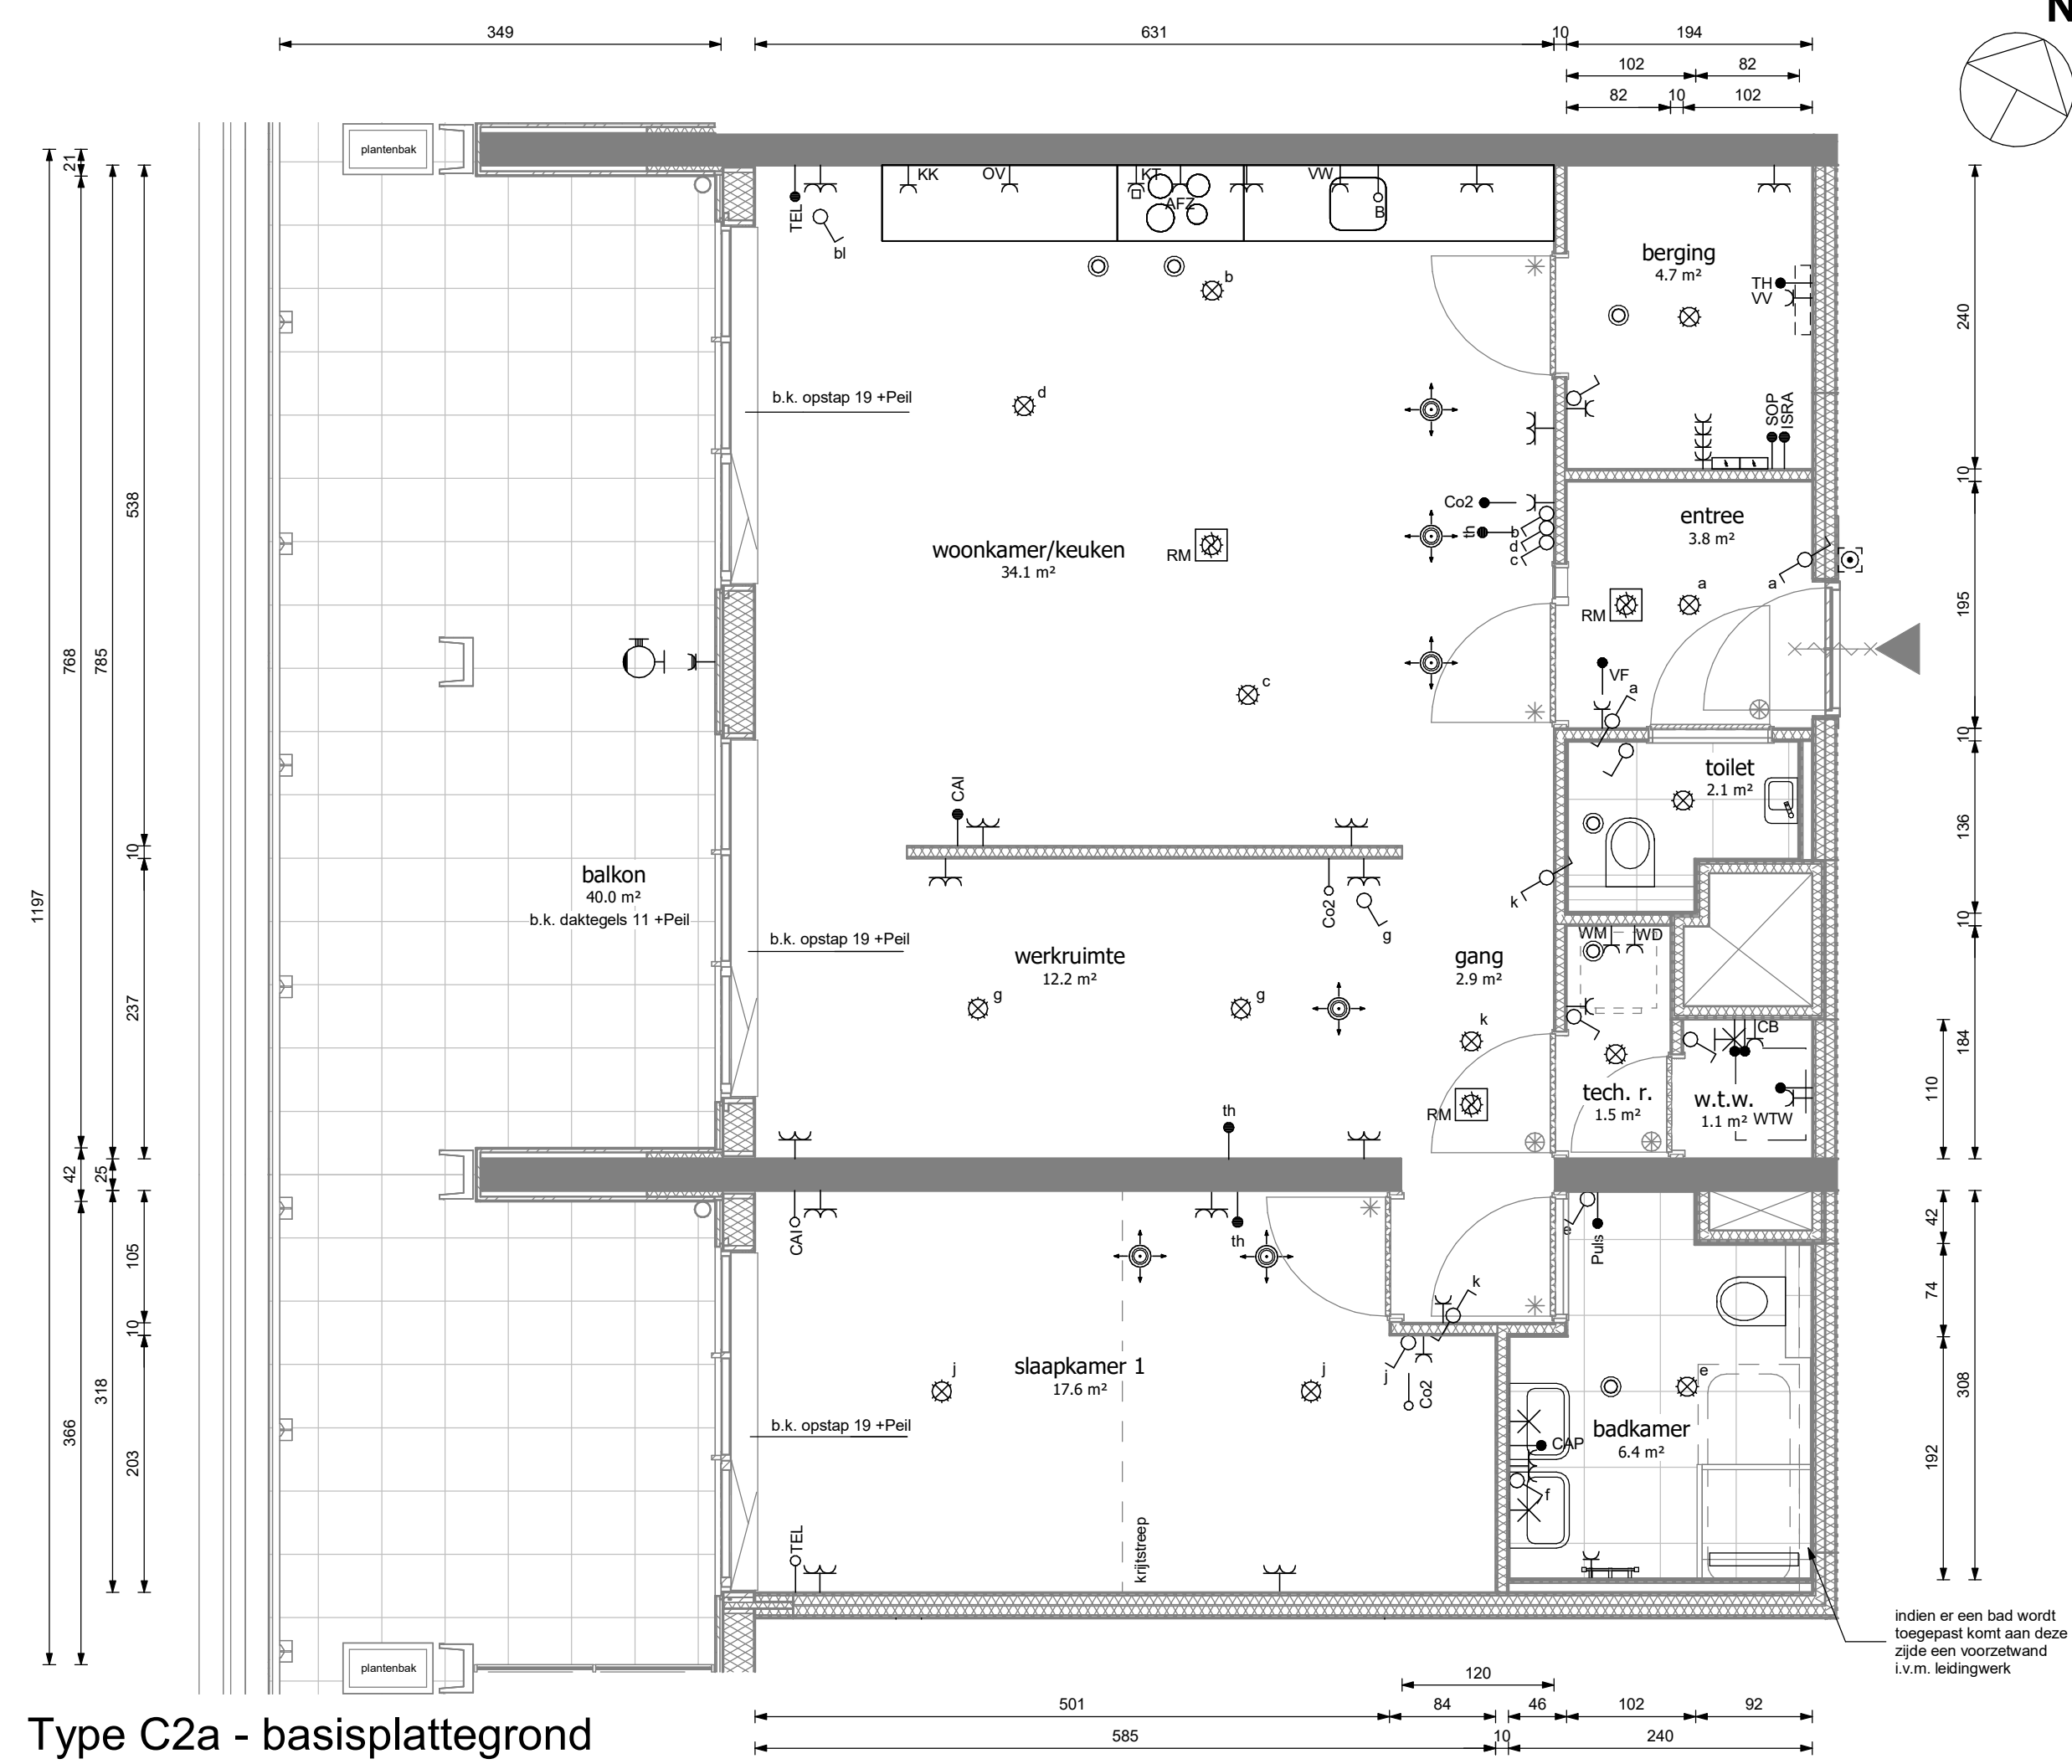 N
349
631
10
194
102
82
82
10
102
plantenbak
21
KK
OV
KT
AFZ
VW
B
TEL
bl
b
berging
4.7 m²
TH
VV
240
b.k. opstap 19 +Peil
d
SOP
ISRA
538
10
Co2
th
b
d
c
entree
3.8 m²
woonkamer/keuken
34.1 m²
RM
a
a
RM
195
768
785
VF
a
c
10
toilet
2.1 m²
CAI
136
10
balkon
40.0 m²
b.k. daktegels 11 +Peil
1197
k
Co2
g
10
b.k. opstap 19 +Peil
WM
WD
werkruimte
12.2 m²
gang
2.9 m²
237
g
g
k
CB
184
110
tech. r.
1.5 m²
w.t.w.
1.1 m²
WTW
RM
th
42
25
CAI
th
e
Puls
42
105
k
74
10
slaapkamer 1
17.6 m²
j
j
j
Co2
e
318
308
b.k. opstap 19 +Peil
badkamer
6.4 m²
CAP
366
203
192
f
TEL
krijtstreep
indien er een bad wordt
toegepast komt aan deze
zijde een voorzetwand
i.v.m. leidingwerk
plantenbak
120
501
84
46
102
92
585
10
240
Type C2a - basisplattegrond